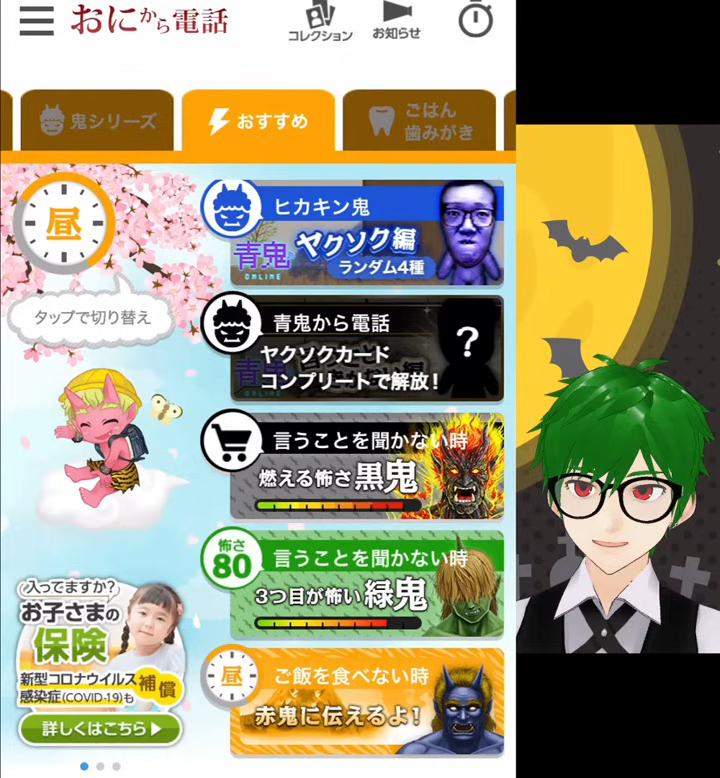 おにから電話
コレクション
お知らせ
鬼シリーズ
おすすめ
ごはん
歯みがき
昼
タップで切り替え
ヒカキン鬼
青鬼
ONLINE
ヤクソク編
ランダム4種
青鬼から電話
ヤクソクカード
コンプリートで解放!
?
言うことを聞かない時
燃える怖さ黒鬼
怖さ
80
言うことを聞かない時
3つ目が怖い緑鬼
昼
ご飯を食べない時
赤鬼に伝えるよ!
入ってますか?
お子さまの
保険
新型コロナウイルス
感染症(COVID-19)も
補償
詳しくはこちら▶